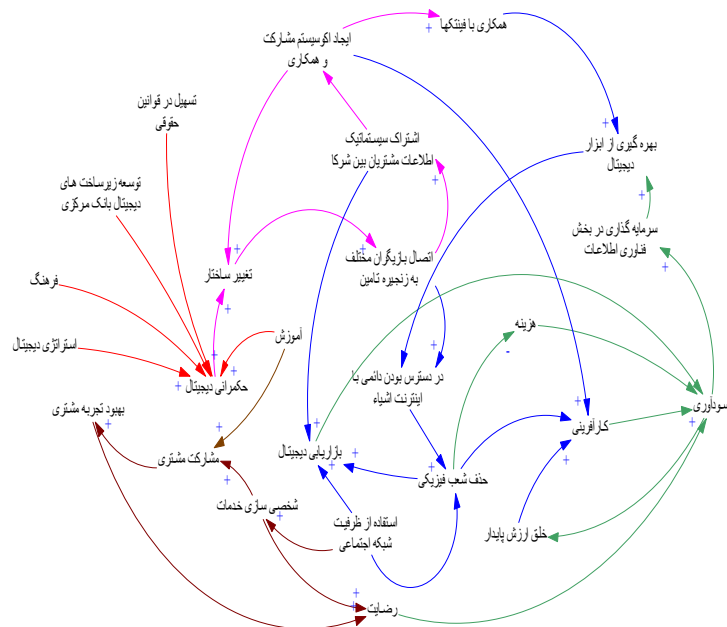 ایجاد اکوسیستم مشارکت
و همکاری
همکاری با فینتکها
تسهیل در قوانین
حقوقی
اشتراک سیستماتیک
اطلاعات مشتریان بین شرکا
بهره گیری از ابزار
دیجیتال
توسعه زیرساخت های
دیجیتال بانک مرکزی
سرمایه گذاری در بخش
فناوری اطلاعات
اتصال بازیگران مختلف
به زنجیره تامین
تغییر ساختار
فرهنگ
هزینه
آموزش
استراتژی دیجیتال
حکمرانی دیجیتال
در دسترس بودن دائمی با
اینترنت اشیاء
سودآوری
بهبود تجربه مشتری
کارآفرینی
بازاریابی دیجیتال
مشارکت مشتری
حذف شعب فیزیکی
شخصی سازی خدمات
استفاده از ظرفیت
شبکه اجتماعی
خلق ارزش پایدار
رضایت